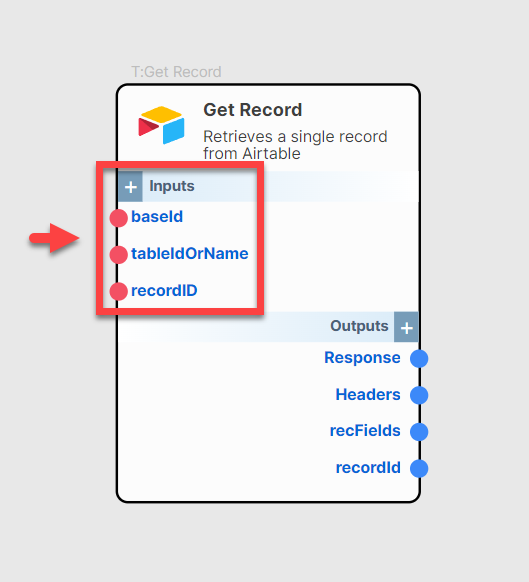 T:Get Record
Get Record
Retrieves a single record
from Airtable
+ Inputs
baseId
tableIdOrName
recordID
Outputs +
Response
Headers
recFields
recordId